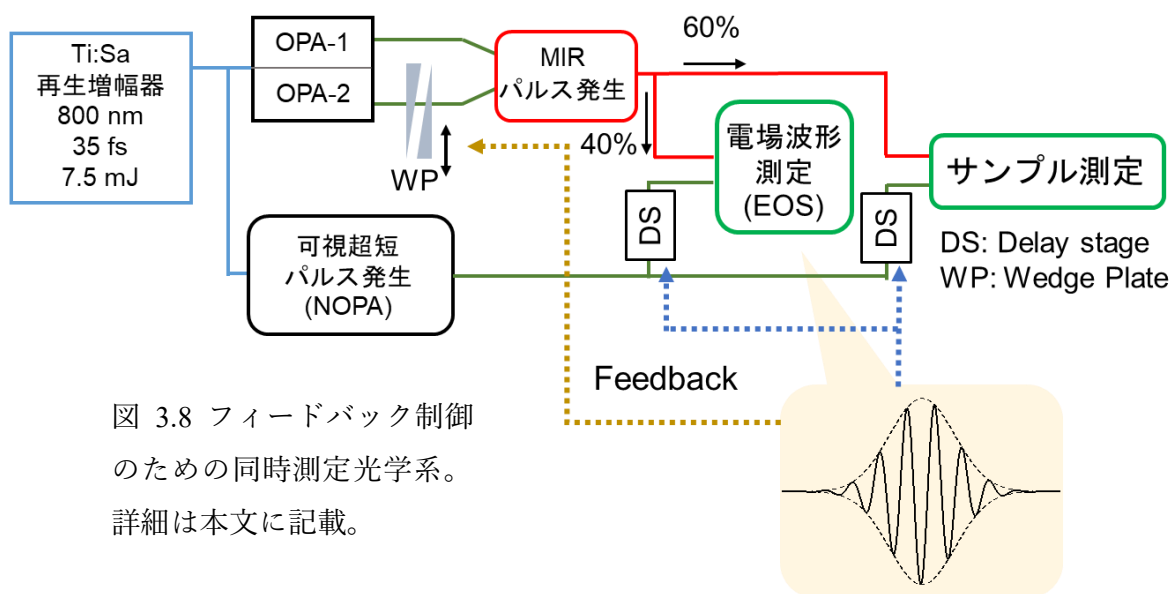 Ti:Sa
再生増幅器
800 nm
35 fs
7.5 mJ
OPA-1
OPA-2
WP
MIR
パルス発生
60%
40%
電場波形
測定
(EOS)
サンプル測定
DS
DS
DS: Delay stage
WP: Wedge Plate
可視超短
パルス発生
(NOPA)
Feedback
図 3.8 フィードバック制御
のための同時測定光学系。
詳細は本文に記載。